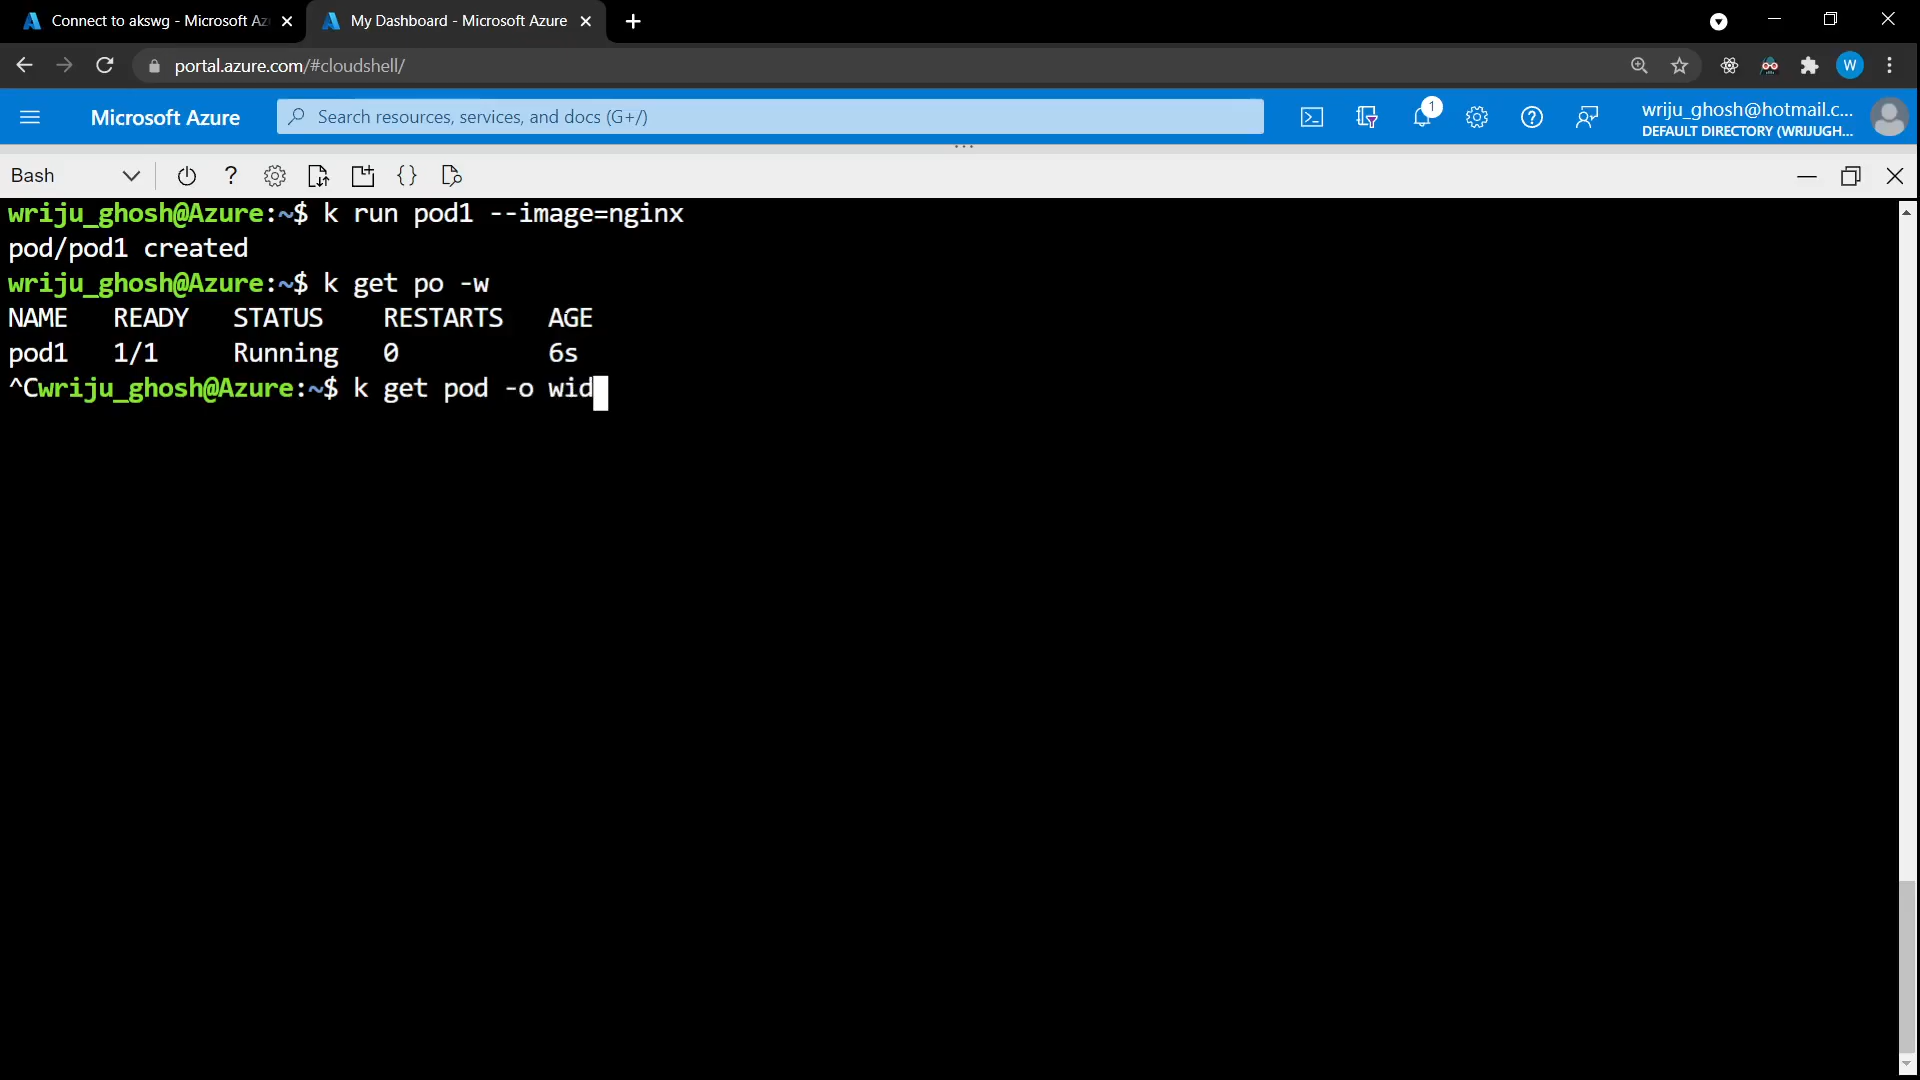 Connect to akswg - Microsoft Az
My Dashboard - Microsoft Azure
portal.azure.com/#cloudshell/
W
Microsoft Azure
Search resources, services, and docs (G+/)
1
wriju_ghosh@hotmail.c...
DEFAULT DIRECTORY (WRIJUGH...
Bash
wriju_ghosh@Azure:~$ k run pod1 --image=nginx
pod/pod1 created
wriju_ghosh@Azure:~$ k get po -w
NAME READY STATUS RESTARTS AGE
pod1 1/1 Running 0 6s
^Cwriju_ghosh@Azure:~$ k get pod -o wid